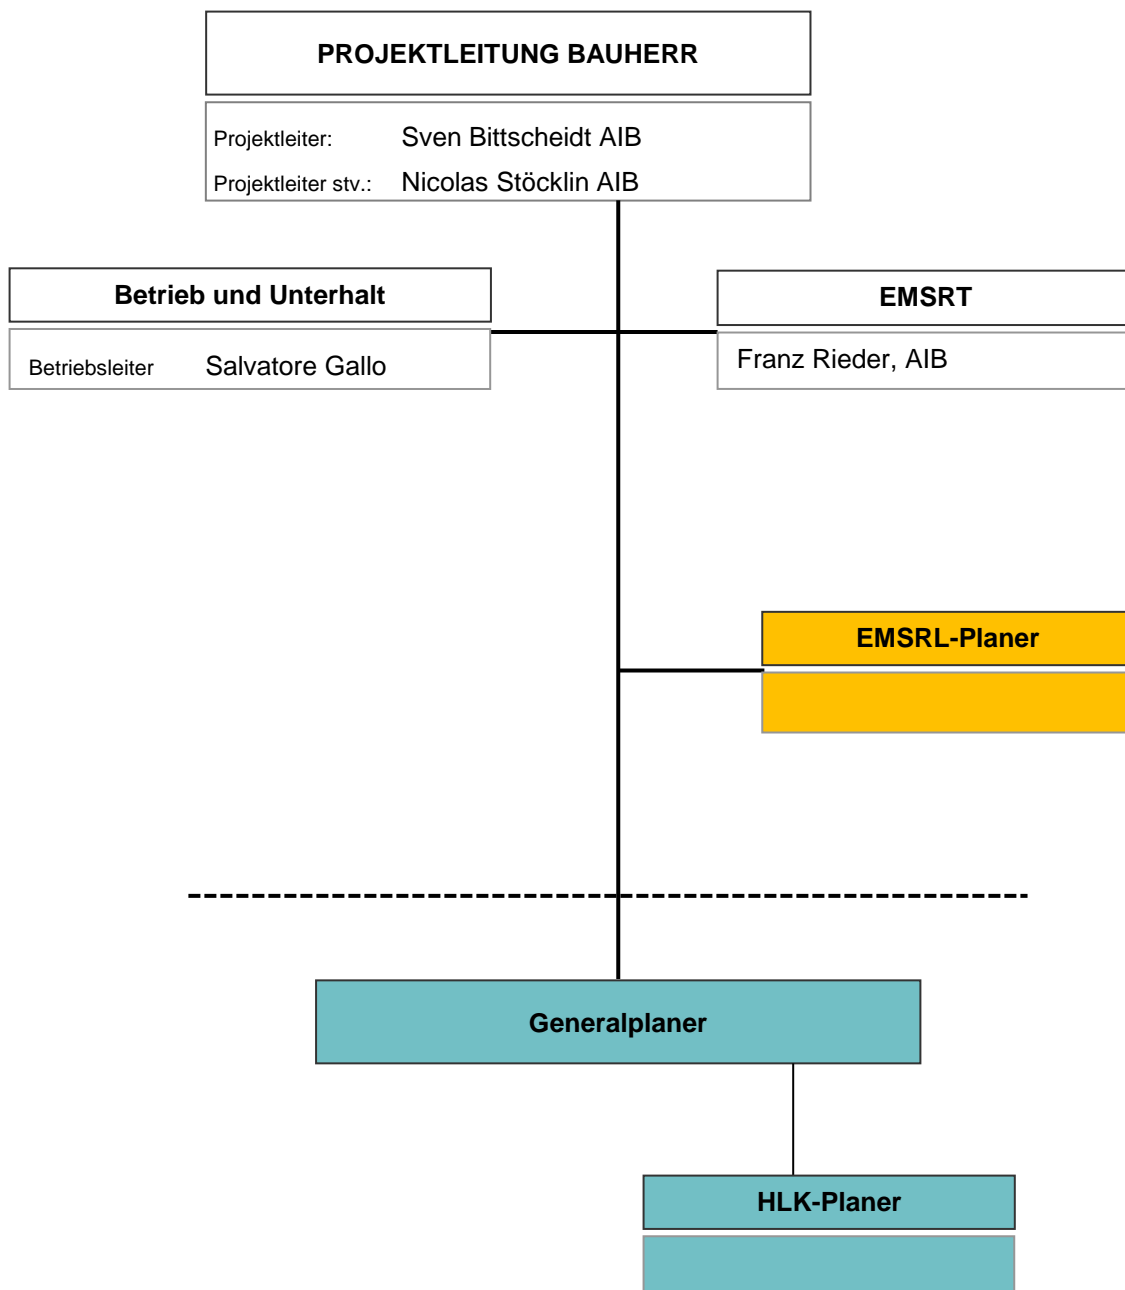 PROJEKTLEITUNG BAUHERR
Projektleiter: Sven Bittscheidt AIB
Projektleiter stv.: Nicolas Stöcklin AIB
Betrieb und Unterhalt
Betriebsleiter Salvatore Gallo
EMSRT
Franz Rieder, AIB
EMSRL-Planer
Generalplaner
HLK-Planer